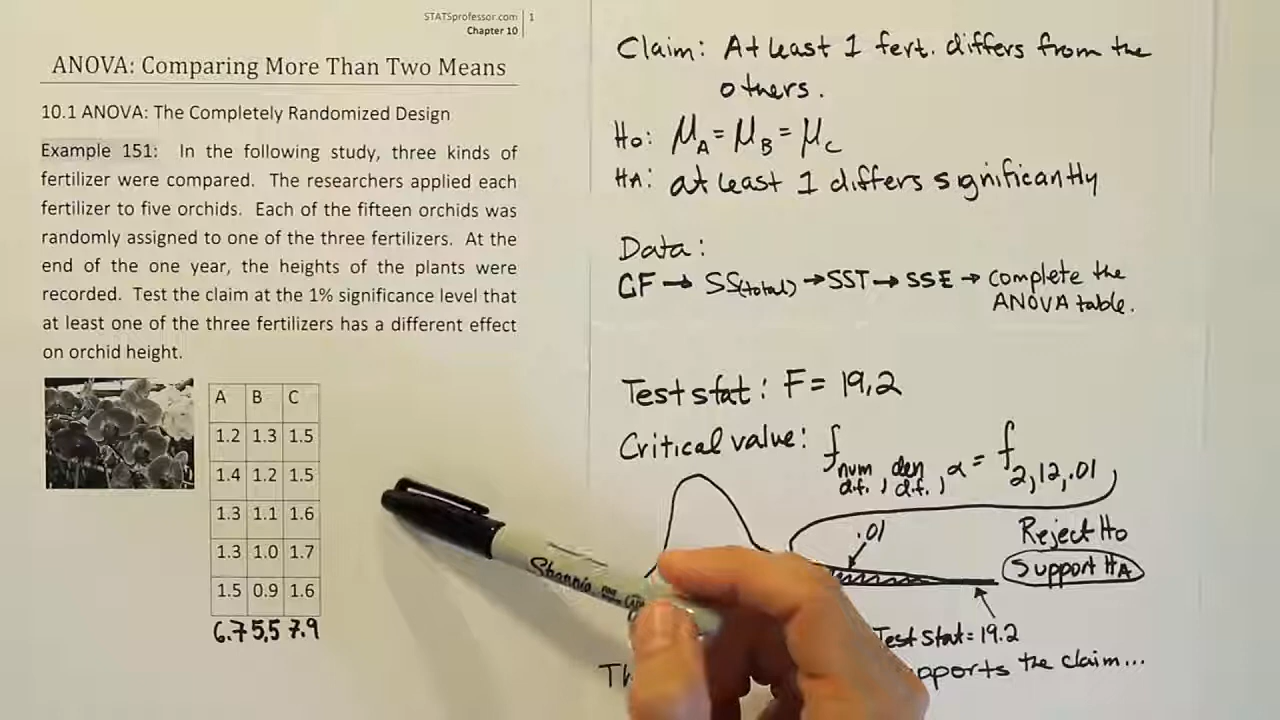 STATSprofessor.com 1
Chapter 10
ANOVA: Comparing More Than Two Means
10.1 ANOVA: The Completely Randomized Design
Example 151: In the following study, three kinds of
fertilizer were compared. The researchers applied each
fertilizer to five orchids. Each of the fifteen orchids was
randomly assigned to one of the three fertilizers. At the
end of the one year, the heights of the plants were
recorded. Test the claim at the 1% significance level that
at least one of the three fertilizers has a different effect
on orchid height.
A B C
1.2 1.3 1.5
1.4 1.2 1.5
1.3 1.1 1.6
1.3 1.0 1.7
1.5 0.9 1.6
6.7 5.5 7.9
Claim: At least 1 fert. differs from the
others.
Ho: μA = μB = μC
HA: at least 1 differs significantly
Data:
CF → SS(total) → SST → SSE → complete the
ANOVA table.
Test stat: F = 19.2
Critical value: f num d.f., den d.f., α = f 2,12,.01
.01
Reject Ho
Support HA
Test stat = 19.2
the claim...
Sharpie